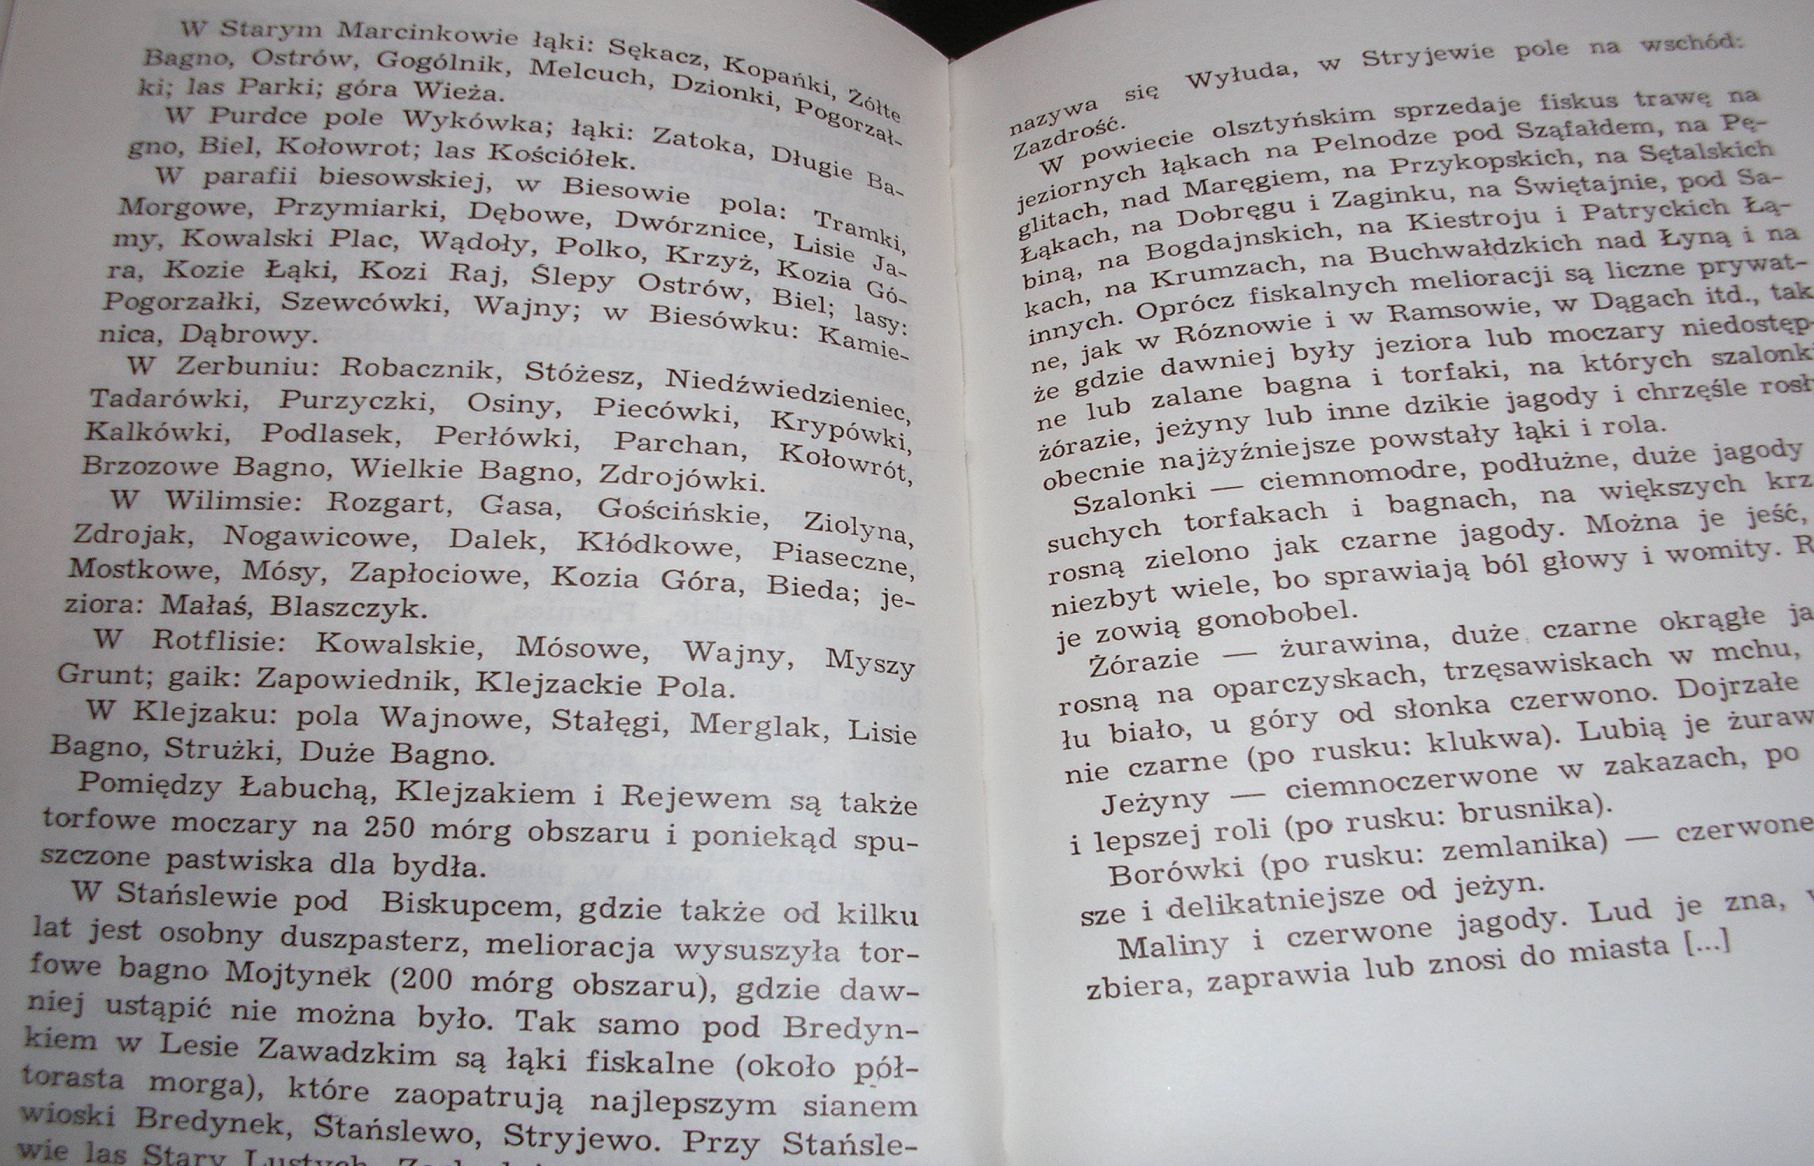 W Starym Marcinkowie łąki: Sękacz, Kopańki, Żółte
Bagno, Ostrów, Gogólnik, Melcuch, Dzionki, Pogorzał-
ki; las Parki; góra Wieża.
W Purdce pole Wykówka; łąki: Zatoka, Długie Ba-
gno, Biel, Kołowrot; las Kościółek.
W parafii biesowskiej, w Biesowie pola: Tramki,
Morgowe, Przymiarki, Dębowe, Dwórznice, Lisie Ja-
my, Kowalski Plac, Wądoły, Polko, Krzyż, Kozia Gó-
ra, Kozie Łąki, Kozi Raj, Ślepy Ostrów, Biel; lasy:
Pogorzałki, Szewcówki, Wajny; w Biesówku: Kamie-
nica, Dąbrowy.
W Zerbuniu: Robacznik, Stóżesz, Niedźwiedzieniec,
Tadarówki, Purzyczki, Osiny, Piecówki, Krypówki,
Kalkówki, Podlasek, Perłówki, Parchan, Kołowrót,
Brzozowe Bagno, Wielkie Bagno, Zdrojówki.
W Wilimsie: Rozgart, Gasa, Gościńskie, Ziolyna,
Zdrojak, Nogawicowe, Dalek, Kłódkowe, Piaseczne,
Mostkowe, Mósy, Zapłociowe, Kozia Góra, Bieda; je-
ziora: Małaś, Blaszczyk.
W Rotflisie: Kowalskie, Mósowe, Wajny, Myszy
Grunt; gaik: Zapowiednik, Klejzackie Pola.
W Klejzaku: pola Wajnowe, Stałęgi, Merglak, Lisie
Bagno, Strużki, Duże Bagno.
Pomiędzy Łabuchą, Klejzakiem i Rejewem są także
torfowe moczary na 250 mórg obszaru i poniekąd spu-
szczone pastwiska dla bydła.
W Stańslewie pod Biskupcem, gdzie także od kilku
lat jest osobny duszpasterz, melioracja wysuszyła tor-
fowe bagno Mojtynek (200 mórg obszaru), gdzie daw-
niej ustąpić nie można było. Tak samo pod Bredyn-
kiem w Lesie Zawadzkim są łąki fiskalne (około pół-
torasta morga), które zaopatrują najlepszym sianem
wioski Bredynek, Stańslewo, Stryjewo. Przy Stańsle-
wie las Stary
nazywa się Wyłuda, w Stryjewie pole na wschód:
Zazdrość.
W powiecie olsztyńskim sprzedaje fiskus trawę na
jeziornych łąkach na Pelnodze pod Sząfałdem, na Pę-
glitach, nad Maręgiem, na Przykopskich, na Sętalskich
Łąkach, na Dobręgu i Zaginku, na Świętajnie, pod Sa-
biną, na Bogdajnskich, na Kiestroju i Patryckich Łą-
kach, na Krumzach, na Buchwałdzkich nad Łyną i na
innych. Oprócz fiskalnych melioracji są liczne prywat-
ne, jak w Róznowie i w Ramsowie, w Dągach itd., tak
że gdzie dawniej były jeziora lub moczary niedostęp-
ne lub zalane bagna i torfaki, na których szalonki
żórazie, jeżyny lub inne dzikie jagody i chrzęśle rosł
obecnie najżyźniejsze powstały łąki i rola.
Szalonki — ciemnomodre, podłużne, duże jagody
suchych torfakach i bagnach, na większych krz
rosną zielono jak czarne jagody. Można je jeść,
niezbyt wiele, bo sprawiają ból głowy i womity. R
je zowią gonobobel.
Żórazie — żurawina, duże czarne okrągłe ja
rosną na oparczyskach, trzęsawiskach w mchu,
łu biało, u góry od słonka czerwono. Dojrzałe
nie czarne (po rusku: klukwa). Lubią je żuraw
Jeżyny — ciemnoczerwone w zakazach, po
i lepszej roli (po rusku: brusnika).
Borówki (po rusku: zemlanika) — czerwone
sze i delikatniejsze od jeżyn.
Maliny i czerwone jagody. Lud je zna,
zbiera, zaprawia lub znosi do miasta [...]